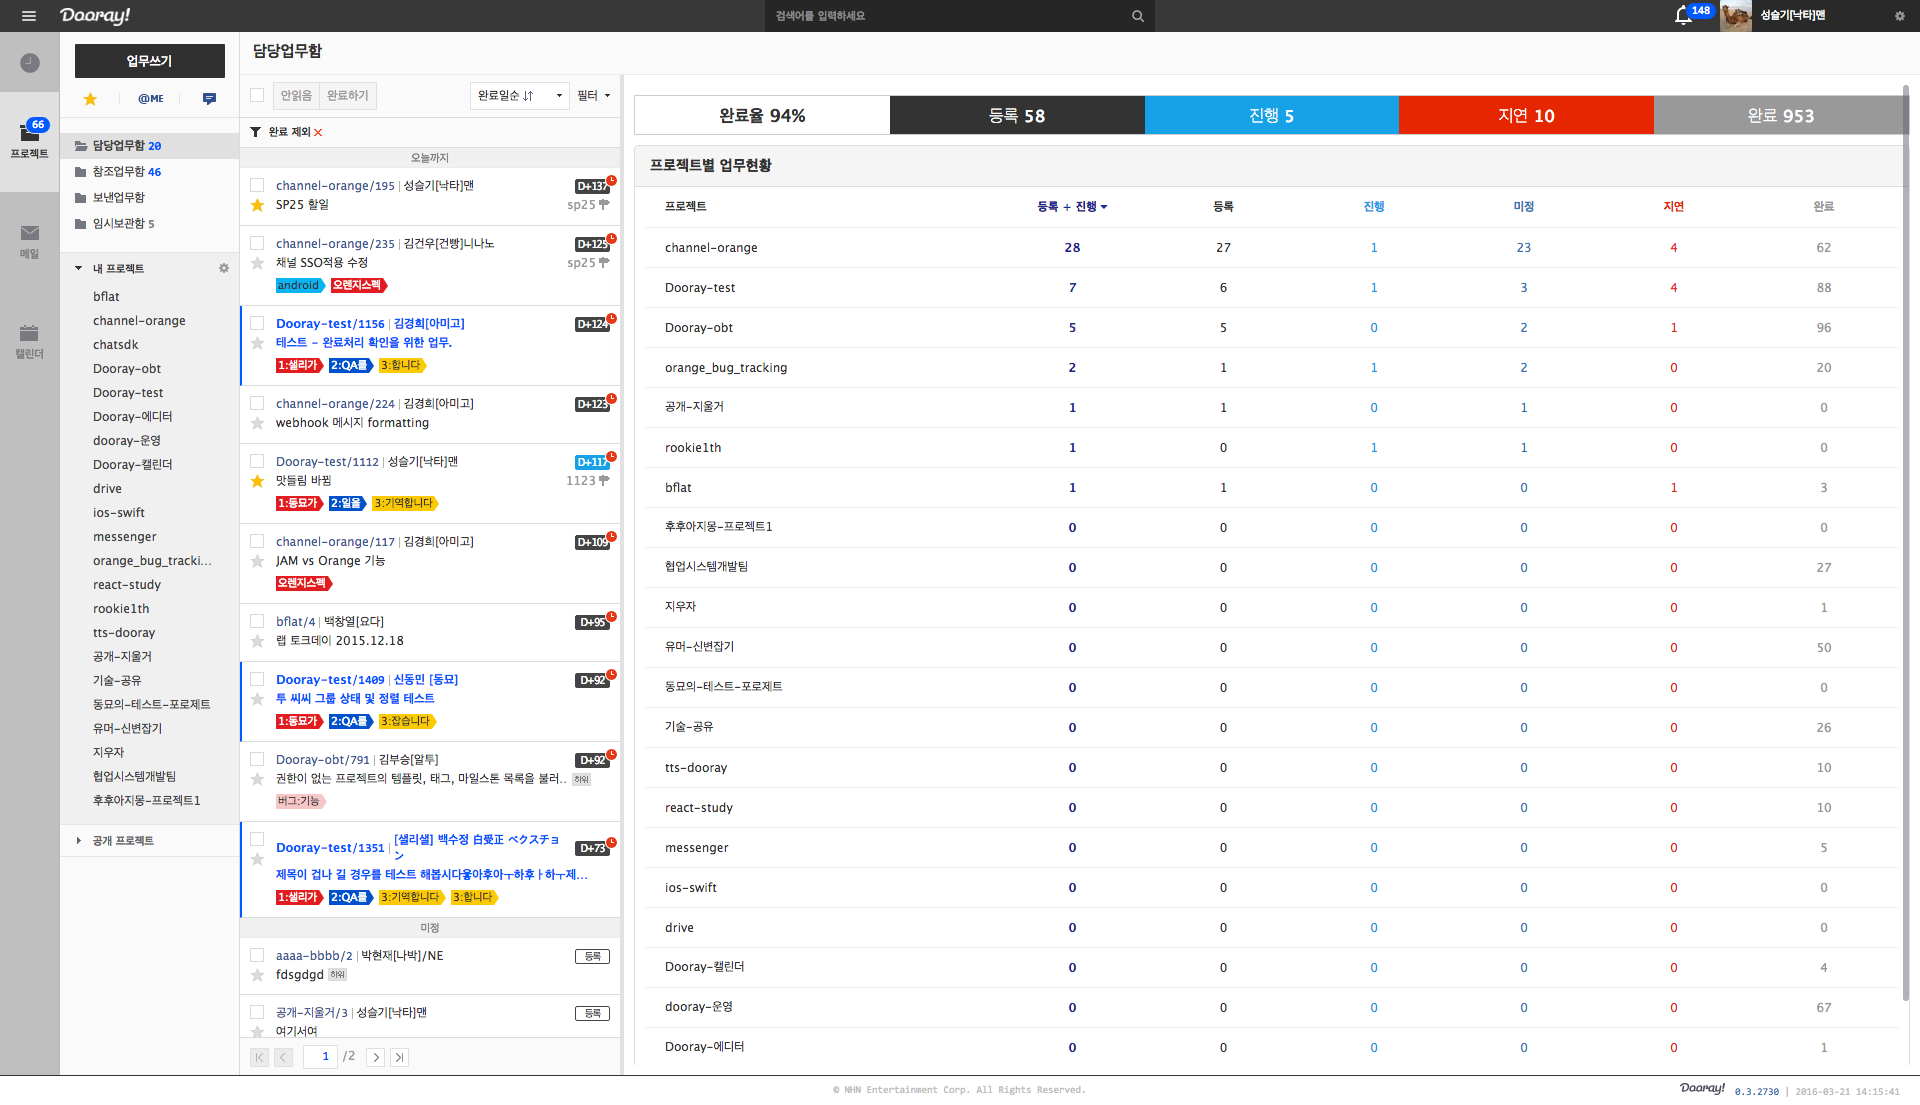 Dooray!
검색어를 입력하세요
148
성슬기[낙타]맨
66
프로젝트
메일
캘린더
업무쓰기
@ME
담당업무함 20
참조업무함 46
보낸업무함
임시보관함 5
내 프로젝트
bflat
channel-orange
chatsdk
Dooray-obt
Dooray-test
Dooray-에디터
dooray-운영
Dooray-캘린더
drive
ios-swift
messenger
orange_bug_tracki...
react-study
rookie1th
tts-dooray
공개-지울거
기술-공유
동묘의-테스트-포로제트
유머-신변잡기
지우자
협업시스템개발팀
후후아지몽-프로젝트1
공개 프로젝트
담당업무함
안읽음 완료하기 완료일순 필터
완료 제외
오늘까지
channel-orange/195 | 성슬기[낙타]맨 D+137
SP25 할일 sp25
channel-orange/235 | 김건우[건빵]니나노 D+125
채널 SSO적용 수정 sp25
android 오렌지스펙
Dooray-test/1156 | 김경희[아미고] D+124
테스트 - 완료처리 확인을 위한 업무.
1:샐리가 2:QA를 3:합니다
channel-orange/224 | 김경희[아미고] D+123
webhook 메시지 formatting
Dooray-test/1112 | 성슬기[낙타]맨 D+117
맛들림 바뀜 1123
1:동묘가 2:일을 3:기억합니다
channel-orange/117 | 김경희[아미고] D+109
JAM vs Orange 기능
오렌지스펙
bflat/4 | 백창열[요다] D+95
랩 토크데이 2015.12.18
Dooray-test/1409 | 신동민 [동묘] D+92
투 씨씨 그룹 상태 및 정렬 테스트
1:동묘가 2:QA를 3:잡습니다
Dooray-obt/791 | 김부승[알투] D+92
권한이 없는 프로젝트의 템플릿, 태그, 마일스톤 목록을 불러.. 하위
버그:기능
Dooray-test/1351 | [샐리샐] 백수정 白受正 ベクスチョン D+73
제목이 겁나 길 경우를 테스트 해봅시다 
1:샐리가 2:QA를 3:기억합니다 3:합니다
미정
aaaa-bbbb/2 | 박현재[나박]/NE 등록
fdsgdgd 하위
공개-지울거/3 | 성슬기[낙타]맨 등록
여기서여
1 /2
완료율 94% 등록 58 진행 5 지연 10 완료 953
프로젝트별 업무현황
프로젝트 등록 + 진행 등록 진행 미정 지연 완료
channel-orange 28 27 1 23 4 62
Dooray-test 7 6 1 3 4 88
Dooray-obt 5 5 0 2 1 96
orange_bug_tracking 2 1 1 2 0 20
공개-지울거 1 1 0 1 0 0
rookie1th 1 0 1 1 0 0
bflat 1 1 0 0 1 3
후후아지몽-프로젝트1 0 0 0 0 0 0
협업시스템개발팀 0 0 0 0 0 27
지우자 0 0 0 0 0 1
유머-신변잡기 0 0 0 0 0 50
동묘의-테스트-포로제트 0 0 0 0 0 0
기술-공유 0 0 0 0 0 26
tts-dooray 0 0 0 0 0 10
react-study 0 0 0 0 0 10
messenger 0 0 0 0 0 5
ios-swift 0 0 0 0 0 0
drive 0 0 0 0 0 0
Dooray-캘린더 0 0 0 0 0 4
dooray-운영 0 0 0 0 0 67
Dooray-에디터 0 0 0 0 0 1
© NHN Entertainment Corp. All Rights Reserved.
Dooray! 0.3.2730 | 2016-03-21 14:15:41